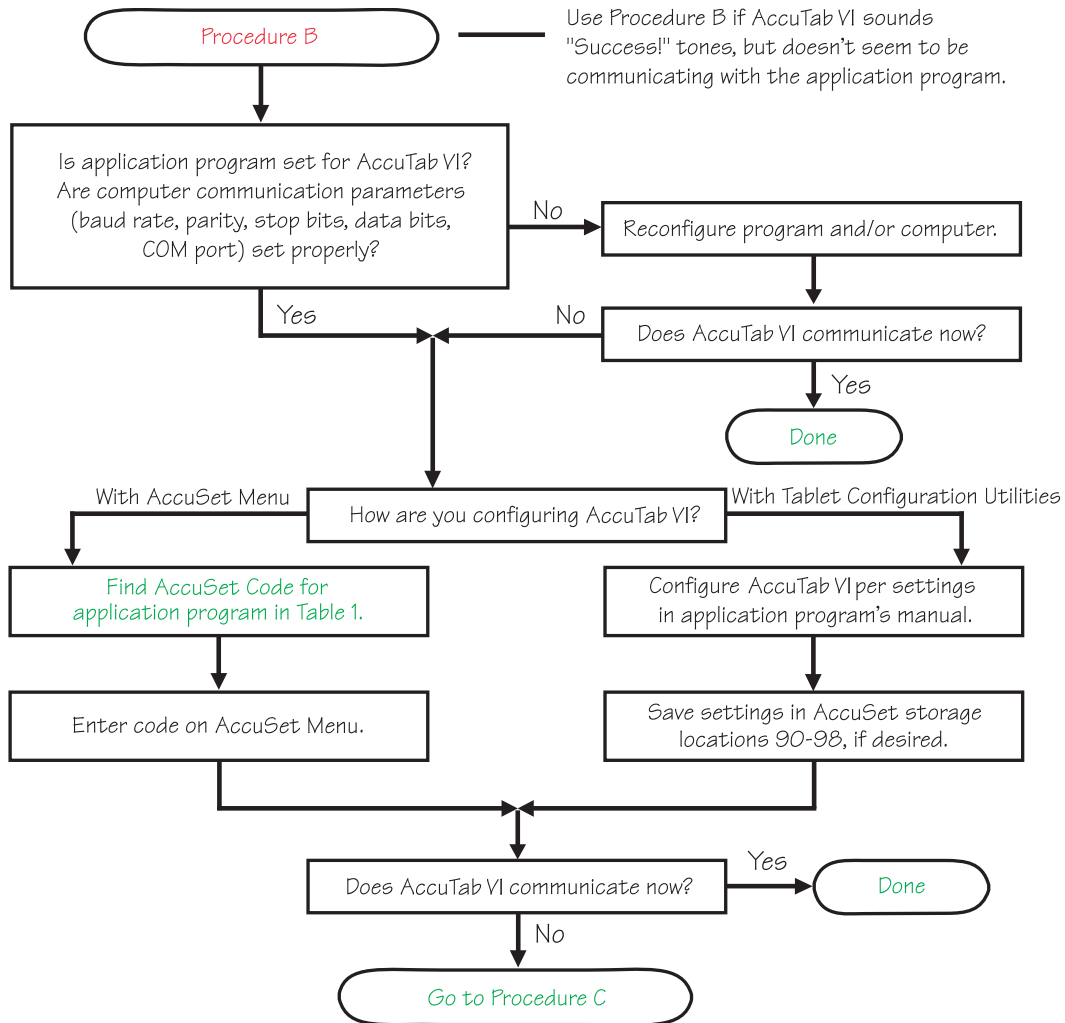 Procedure B
Use Procedure B if AccuTab VI sounds
"Success!" tones, but doesn't seem to be
communicating with the application program.
Is application program set for AccuTab VI?
Are computer communication parameters
(baud rate, parity, stop bits, data bits,
COM port) set properly?
No
Reconfigure program and/or computer.
Yes
No
Does AccuTab VI communicate now?
Yes
Done
With AccuSet Menu
How are you configuring AccuTab VI?
With Tablet Configuration Utilities
Find AccuSet Code for
application program in Table 1.
Configure AccuTab VI per settings
in application program's manual.
Enter code on AccuSet Menu.
Save settings in AccuSet storage
locations 90-98, if desired.
Does AccuTab VI communicate now?
Yes
Done
No
Go to Procedure C